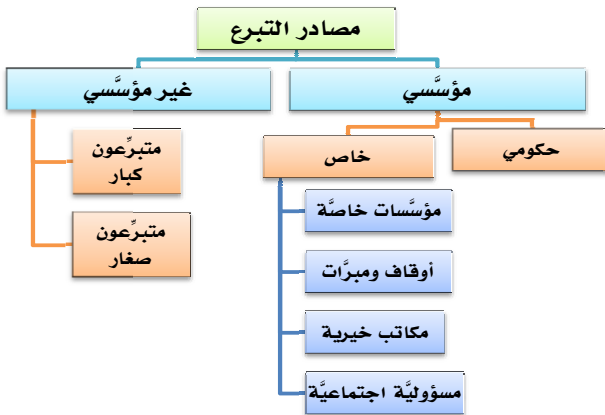 مصادر التبرع
مؤسَّسي
غير مؤسَّسي
حكومي
خاص
مؤسَّسات خاصَّة
أوقاف ومبرَّات
مكاتب خيرية
مسؤوليَّة اجتماعيَّة
متبرِّعون
كبار
متبرِّعون
صغار